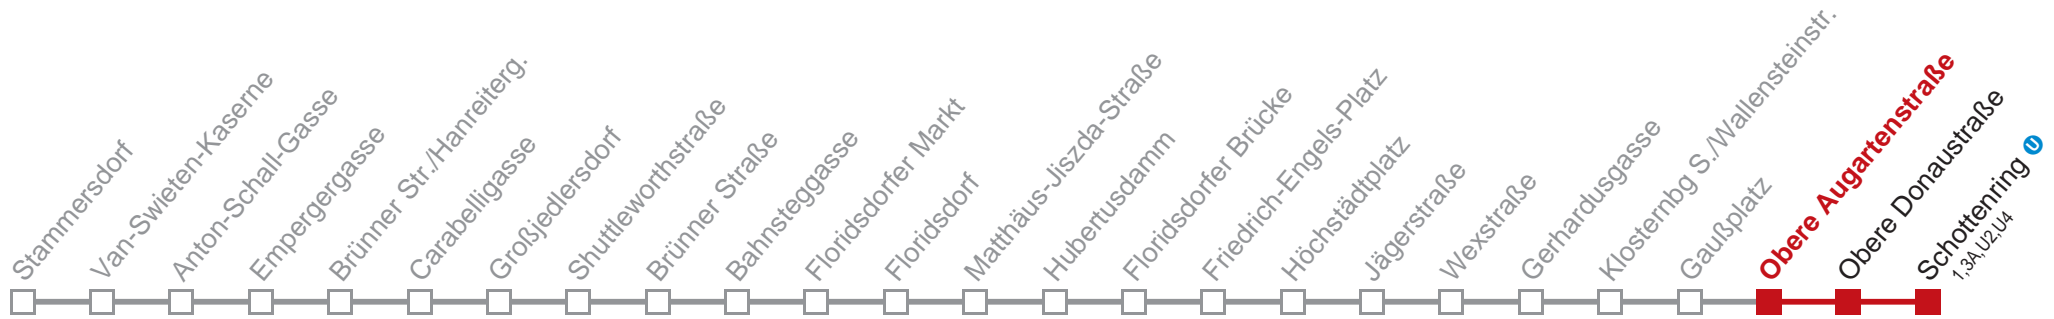 Stammersdorf
Van-Swieten-Kaserne
Anton-Schall-Gasse
Empergergasse
Brünner Str./Hanreiterg.
Carabelligasse
Großjedlersdorf
Shuttleworthstraße
Brünner Straße
Bahnsteggasse
Floridsdorfer Markt
Floridsdorf
Matthäus-Jiszda-Straße
Hubertusdamm
Floridsdorfer Brücke
Friedrich-Engels-Platz
Höchstädtplatz
Jägerstraße
Wexstraße
Gerhardusgasse
Klosternbg S./Wallensteinstr.
Gaußplatz
Obere Augartenstraße
Obere Donaustraße
Schottenring U
1,3A,U2,U4